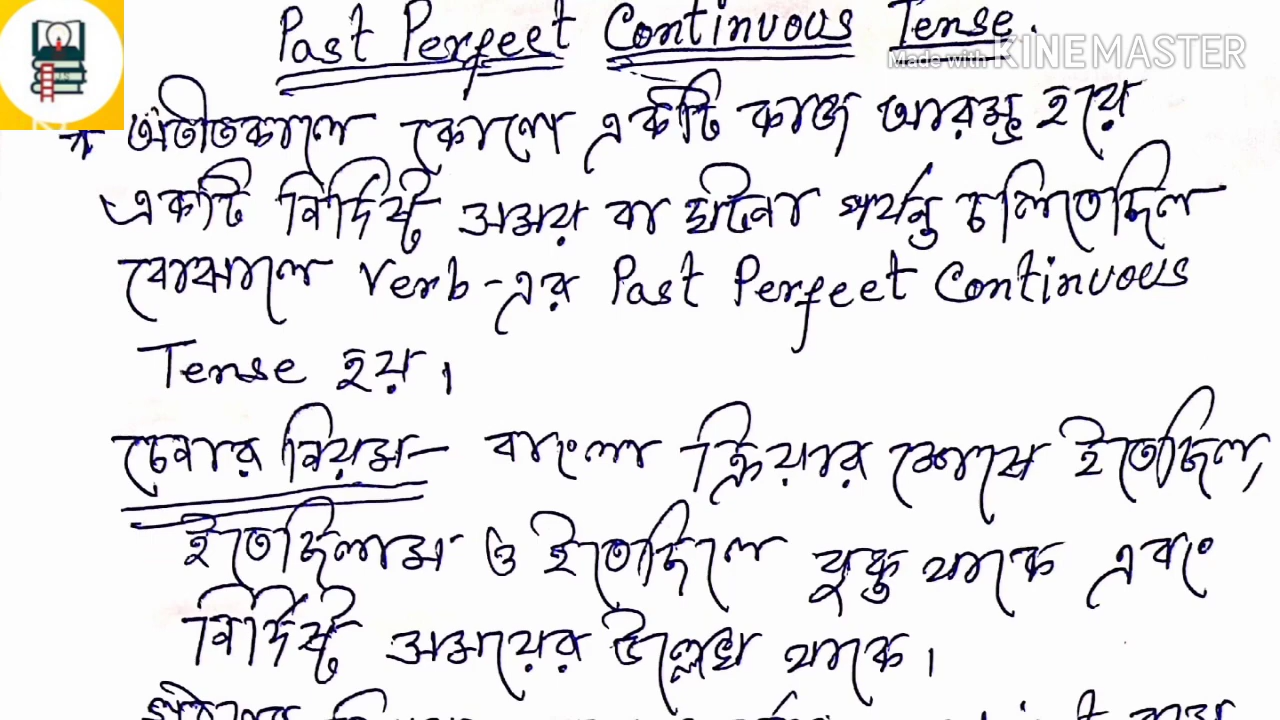 Past Perfect Continuous Tense.
Made with KINEMASTER
* অতীতকালে কোনো একটি কাজ আরম্ভ হয়ে
একটি নির্দিষ্ট সময় বা ঘটনা পর্যন্ত চলিতেছিল
বোঝালে Verb-এর Past Perfect Continuous
Tense হয়।
চেনার নিয়ম- বাংলা ক্রিয়ার শেষে ইতেছিল,
ইতেছিলাম ও ইতেছিলে যুক্ত থাকে এবং
নির্দিষ্ট সময়ের উল্লেখ থাকে।